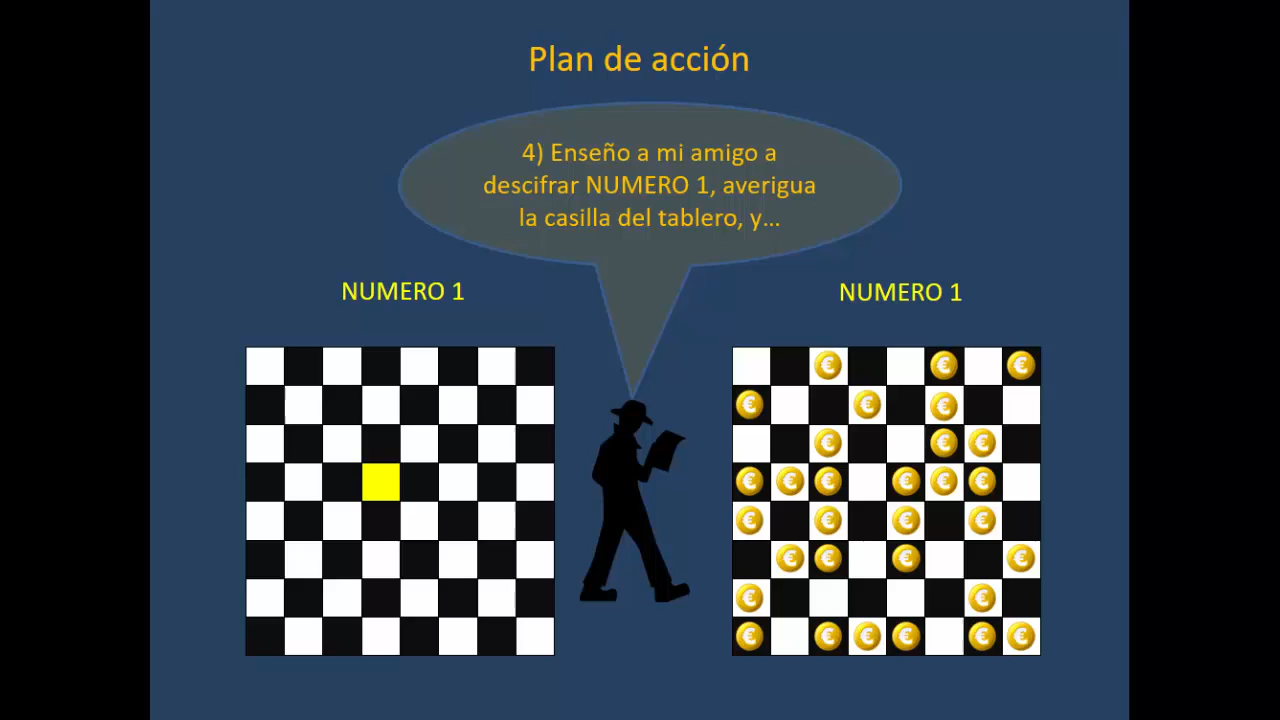 Plan de acción
4) Enseño a mi amigo a
descifrar NUMERO 1, averigua
la casilla del tablero, y...
NUMERO 1
NUMERO 1